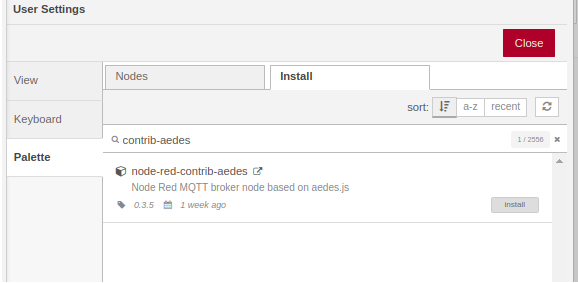 User Settings
Close
View
Keyboard
Palette
Nodes
Install
sort: a-z recent
contrib-aedes 1 / 2556
node-red-contrib-aedes
Node Red MQTT broker node based on aedes.js
0.3.5 1 week ago
install